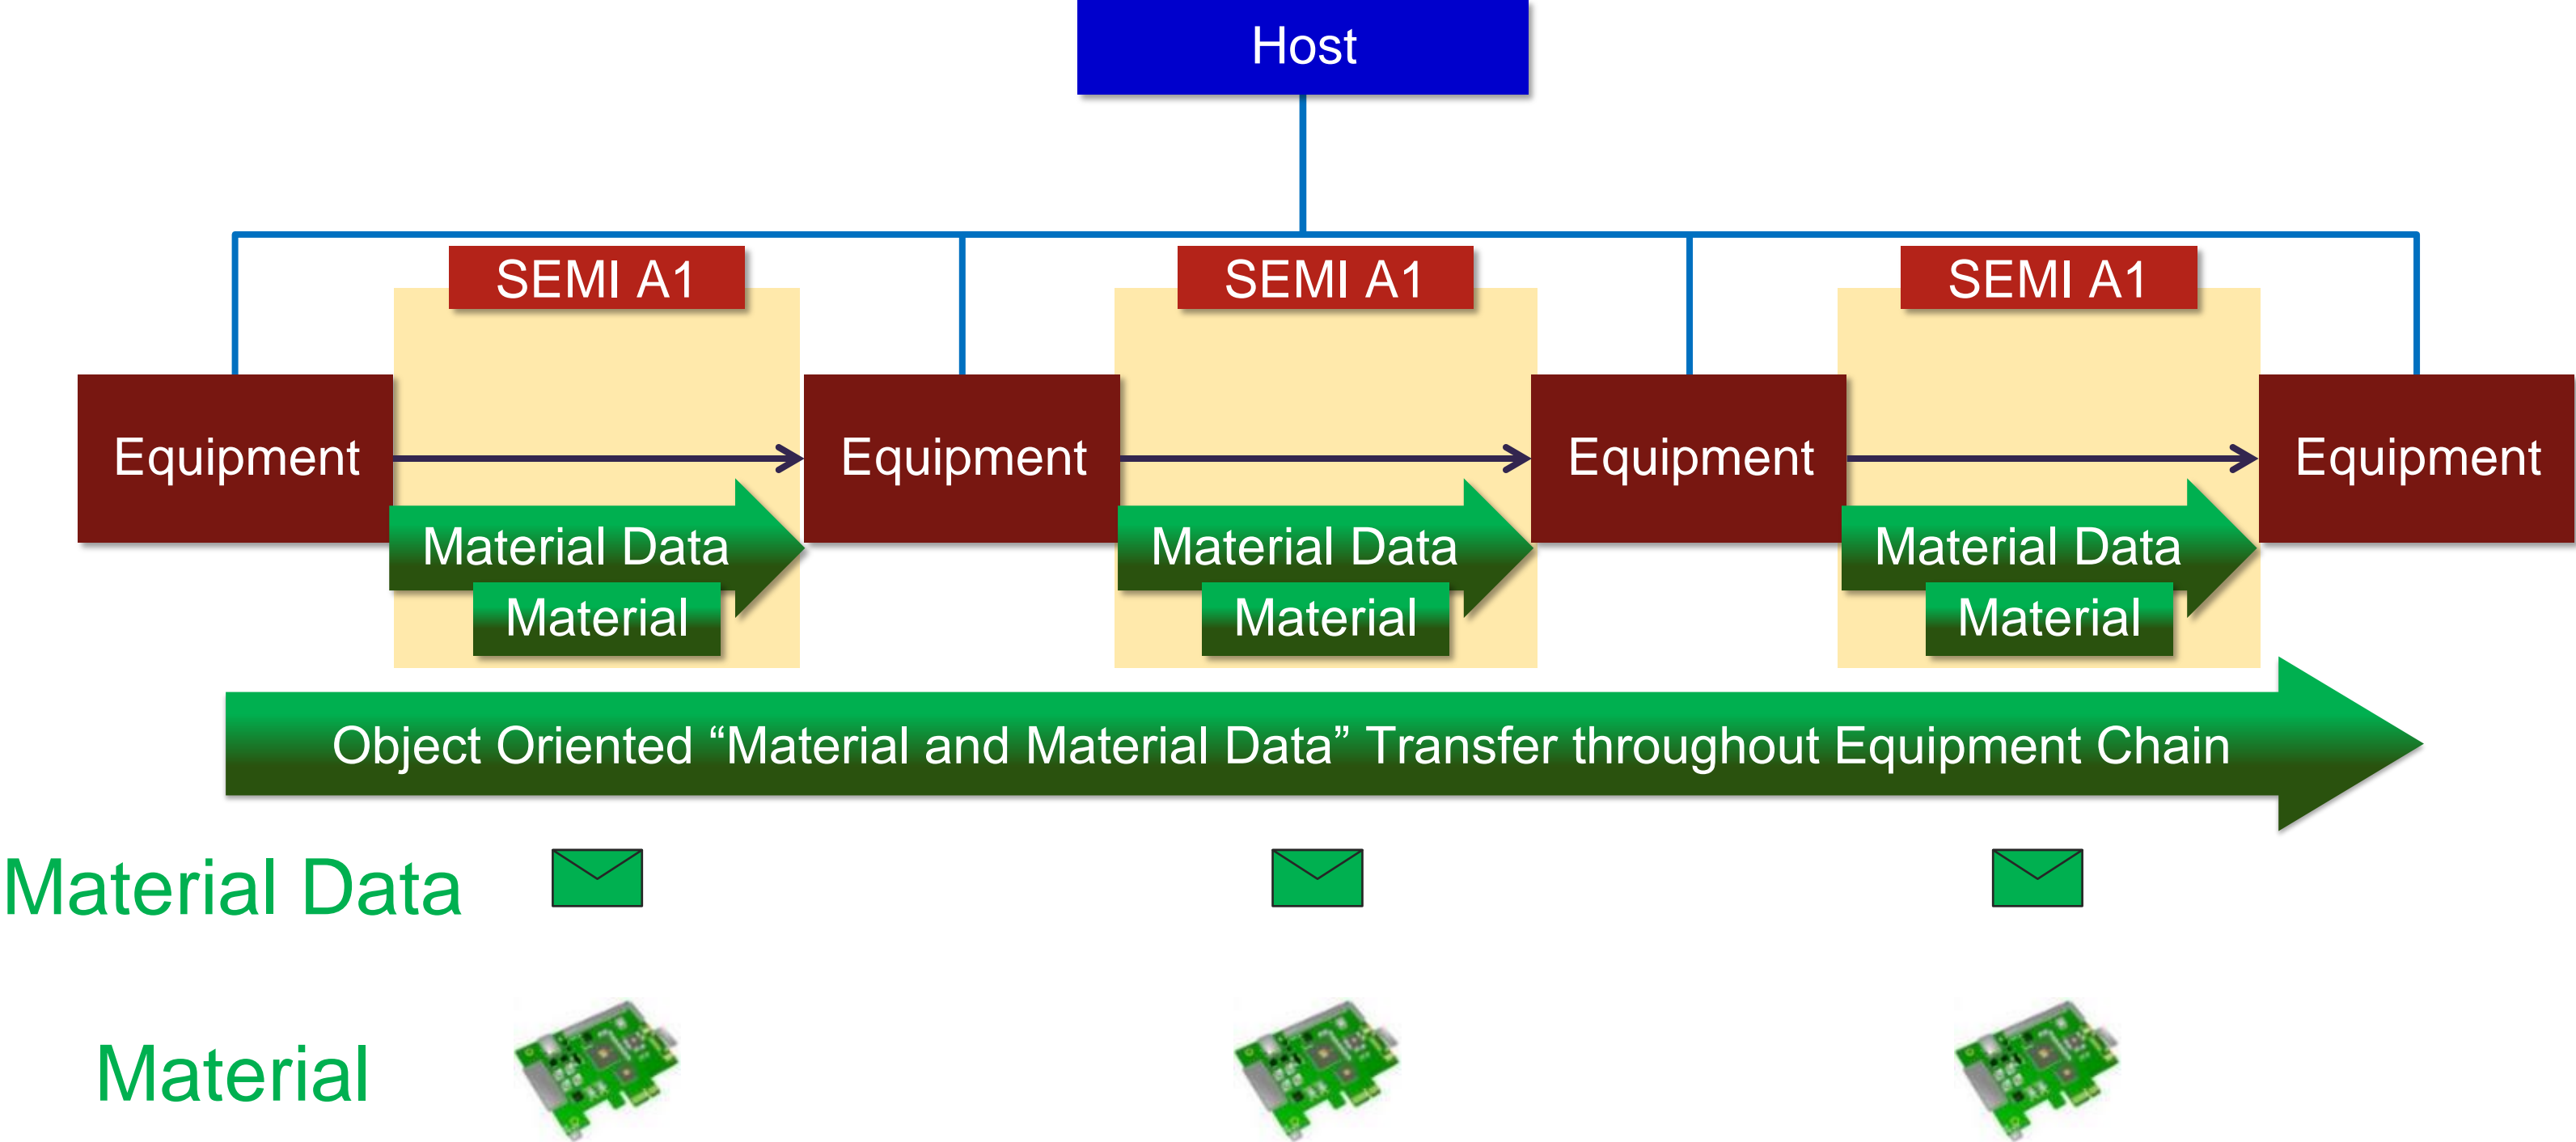 Host
SEMI A1
SEMI A1
SEMI A1
Equipment
Equipment
Equipment
Equipment
Material Data
Material Data
Material Data
Material
Material
Material
Object Oriented “Material and Material Data” Transfer throughout Equipment Chain
Material Data
Material